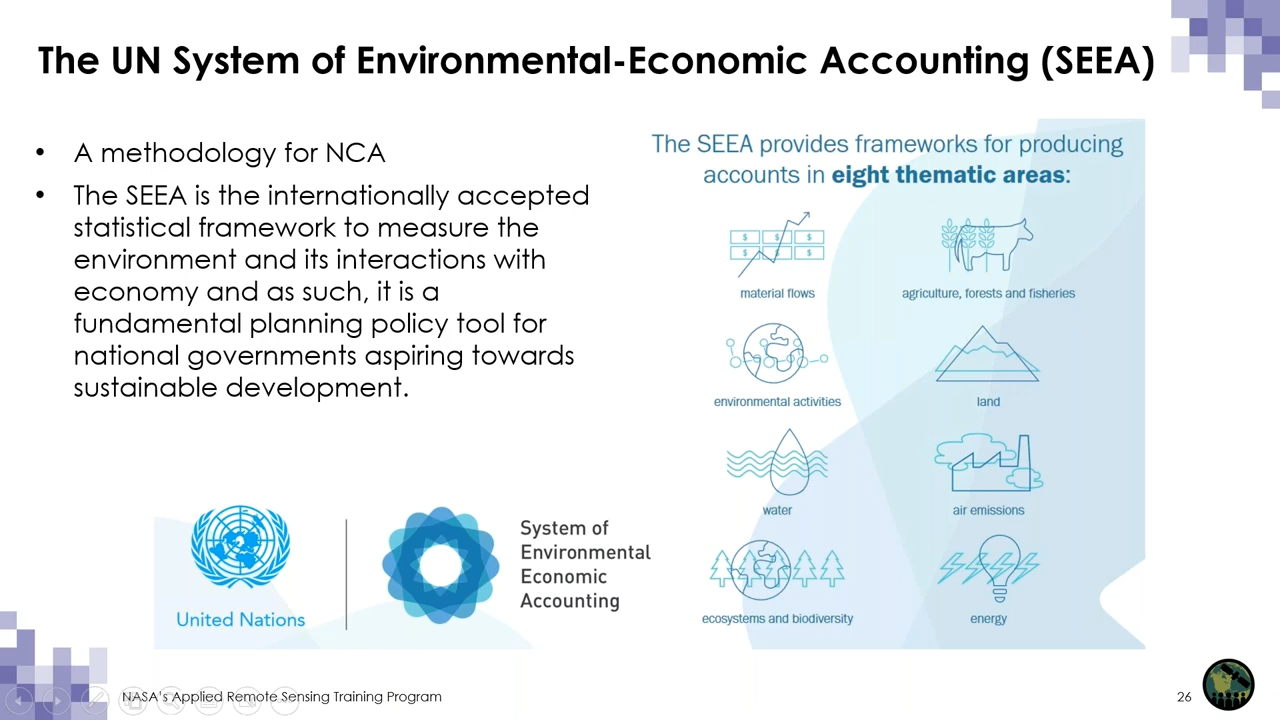 The UN System of Environmental-Economic Accounting (SEEA)
• A methodology for NCA
• The SEEA is the internationally accepted
statistical framework to measure the
environment and its interactions with
economy and as such, it is a
fundamental planning policy tool for
national governments aspiring towards
sustainable development.
The SEEA provides frameworks for producing
accounts in eight thematic areas:
$ $ $
$ $ $
material flows
agriculture, forests and fisheries
environmental activities
land
water
air emissions
ecosystems and biodiversity
energy
United Nations
System of
Environmental
Economic
Accounting
NASA's Applied Remote Sensing Training Program
26